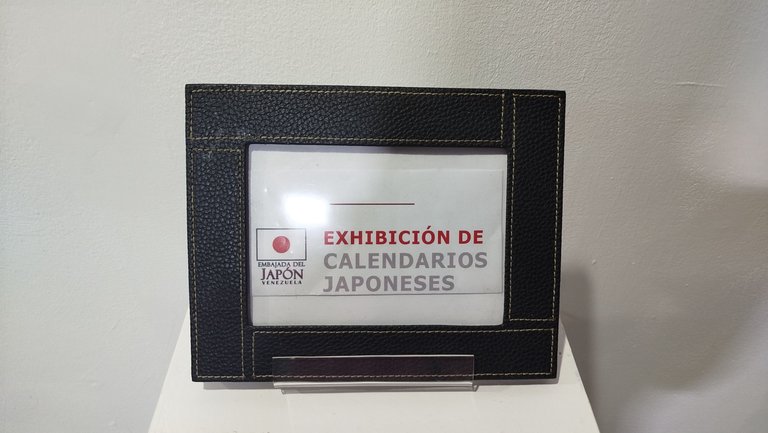 EMBAJADA DEL
JAPÓN
VENEZUELA
EXHIBICIÓN DE
CALENDARIOS
JAPONESES